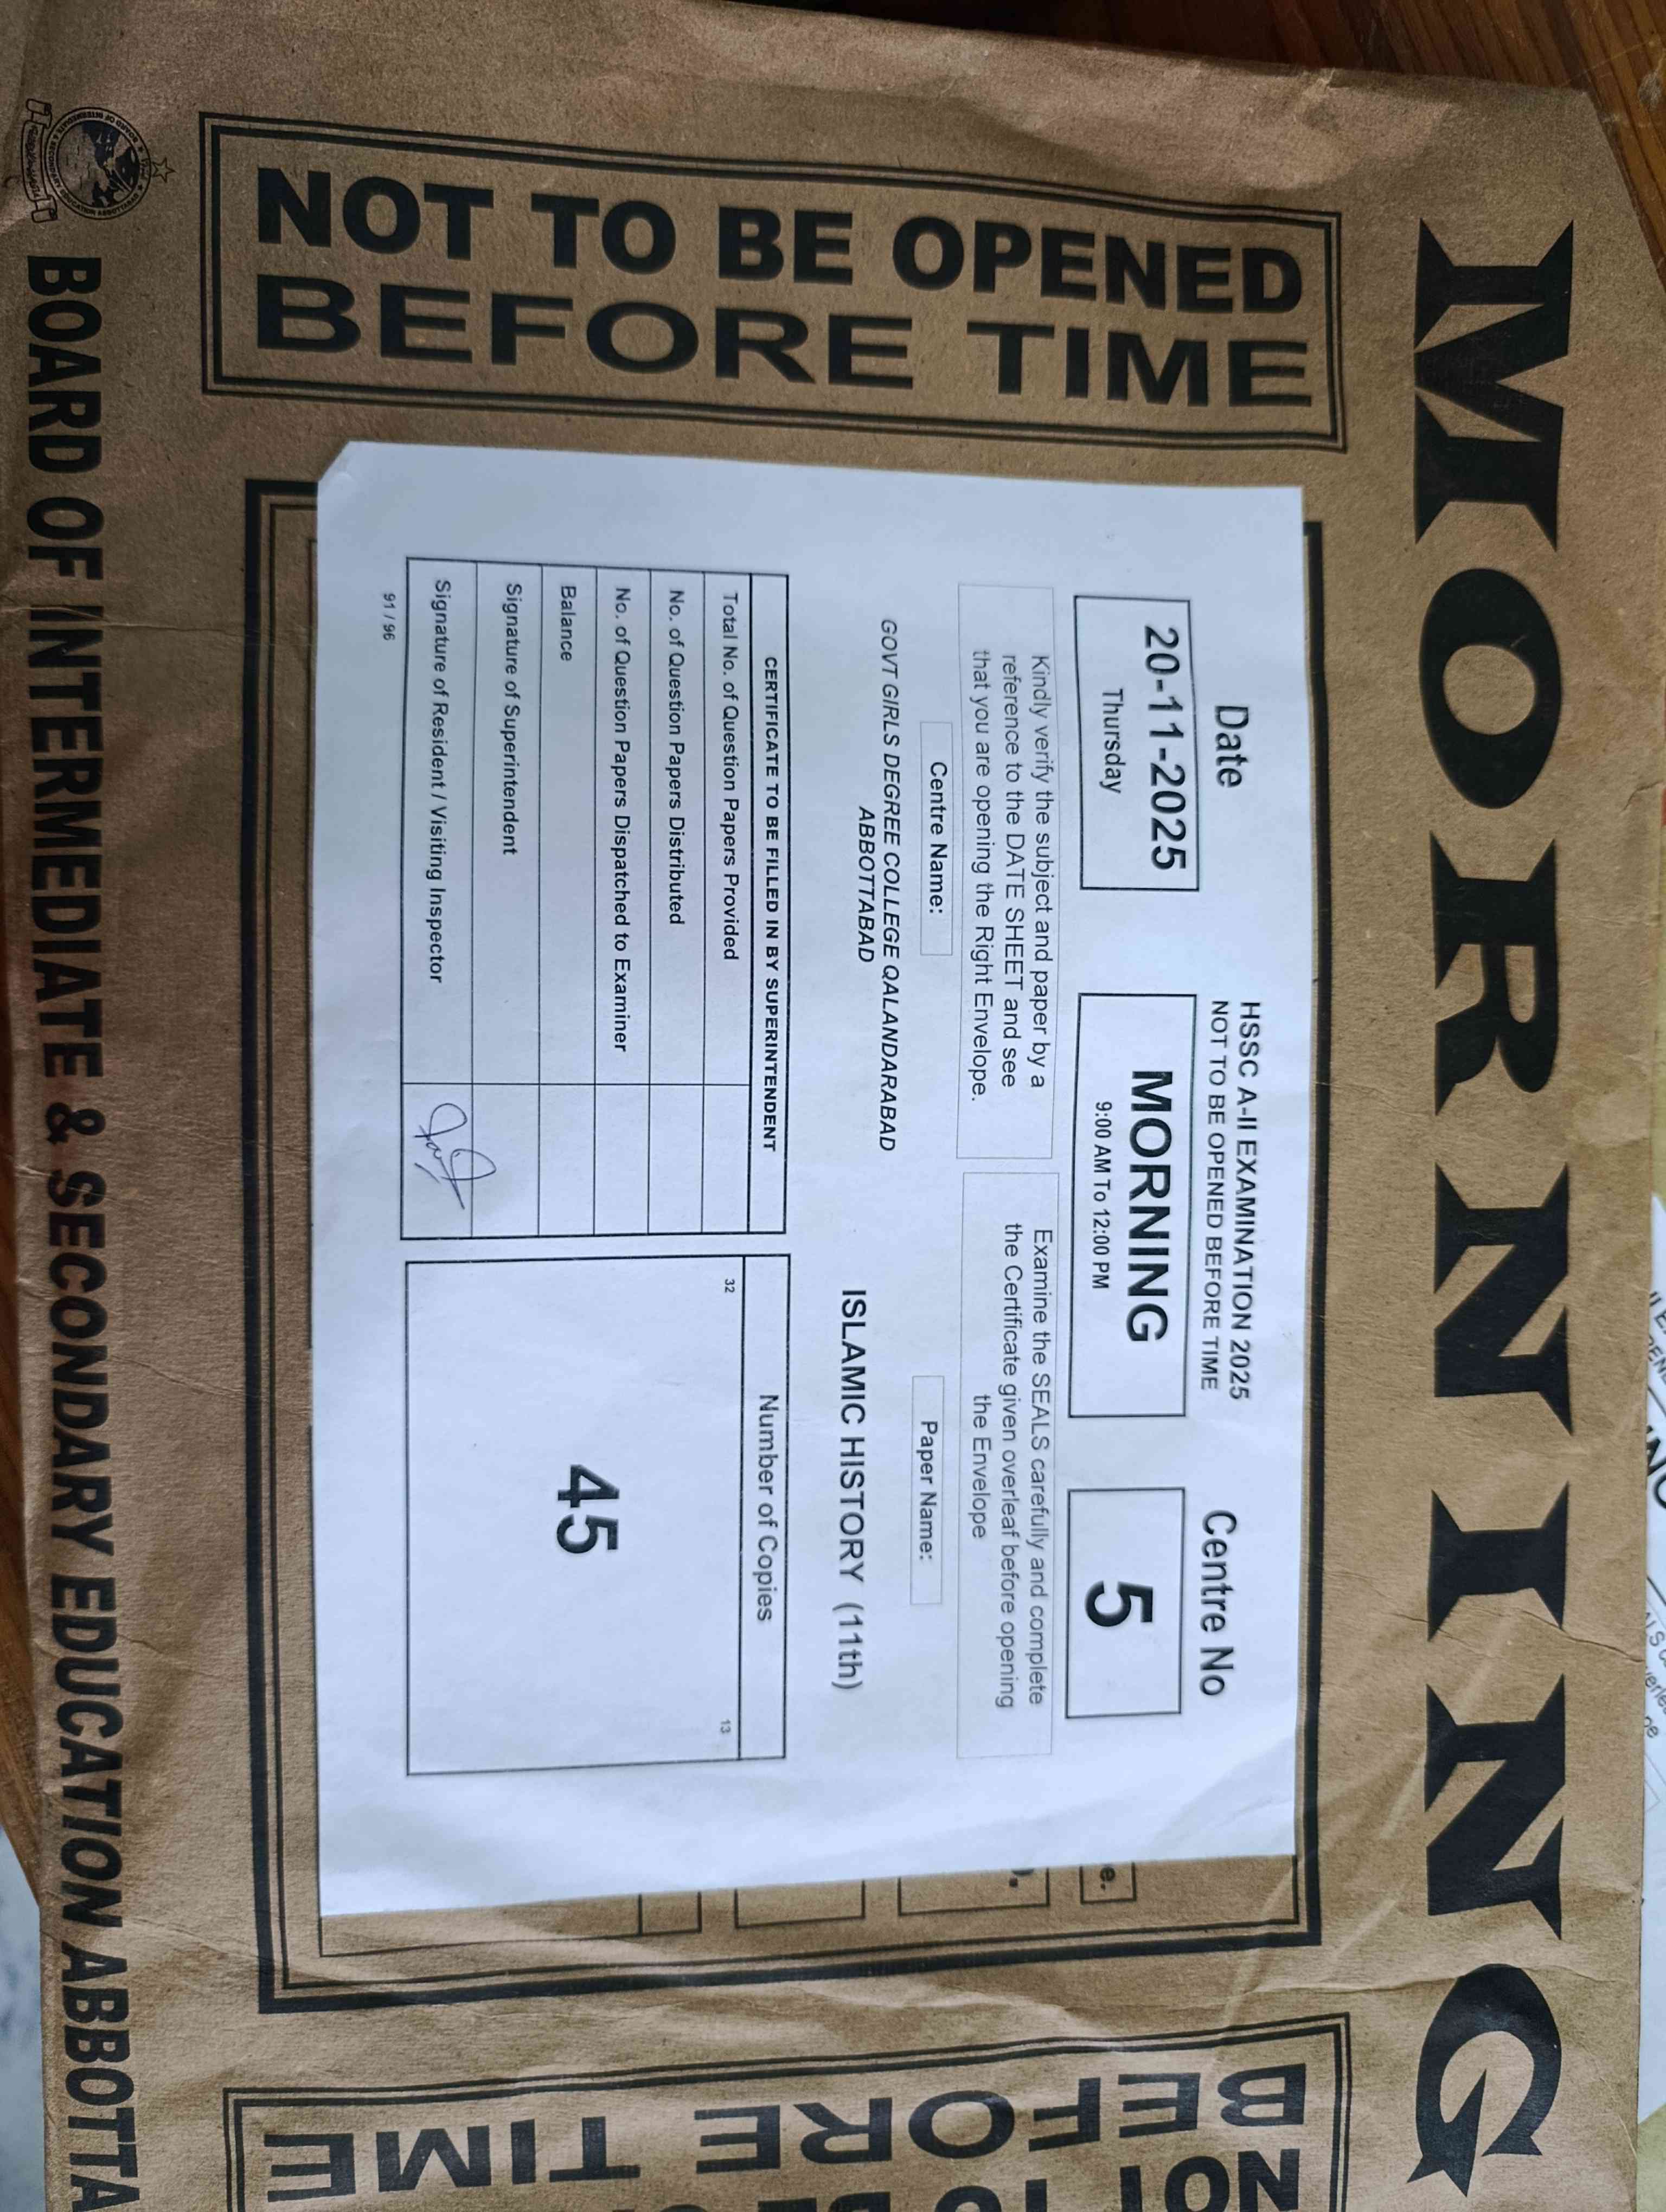 MORNING
NOT TO BE OPENED
BEFORE TIME
HSSC A-II EXAMINATION 2025
NOT TO BE OPENED BEFORE TIME
Date
Centre No
20-11-2025
Thursday
MORNING
9:00 AM To 12:00 PM
5
Kindly verify the subject and paper by a
reference to the DATE SHEET and see
that you are opening the Right Envelope.
Examine the SEALS carefully and complete
the Certificate given overleaf before opening
the Envelope
Centre Name:
Paper Name:
GOVT GIRLS DEGREE COLLEGE QALANDARABAD
ABBOTTABAD
ISLAMIC HISTORY (11th)
CERTIFICATE TO BE FILLED IN BY SUPERINTENDENT
Total No. of Question Papers Provided
No. of Question Papers Distributed
No. of Question Papers Dispatched to Examiner
Balance
Signature of Superintendent
Signature of Resident / Visiting Inspector
Number of Copies
32
13
45
91 / 96
e.
).
BEFORE TIME
BOARD OF INTERMEDIATE & SECONDARY EDUCATION ABBOTTA